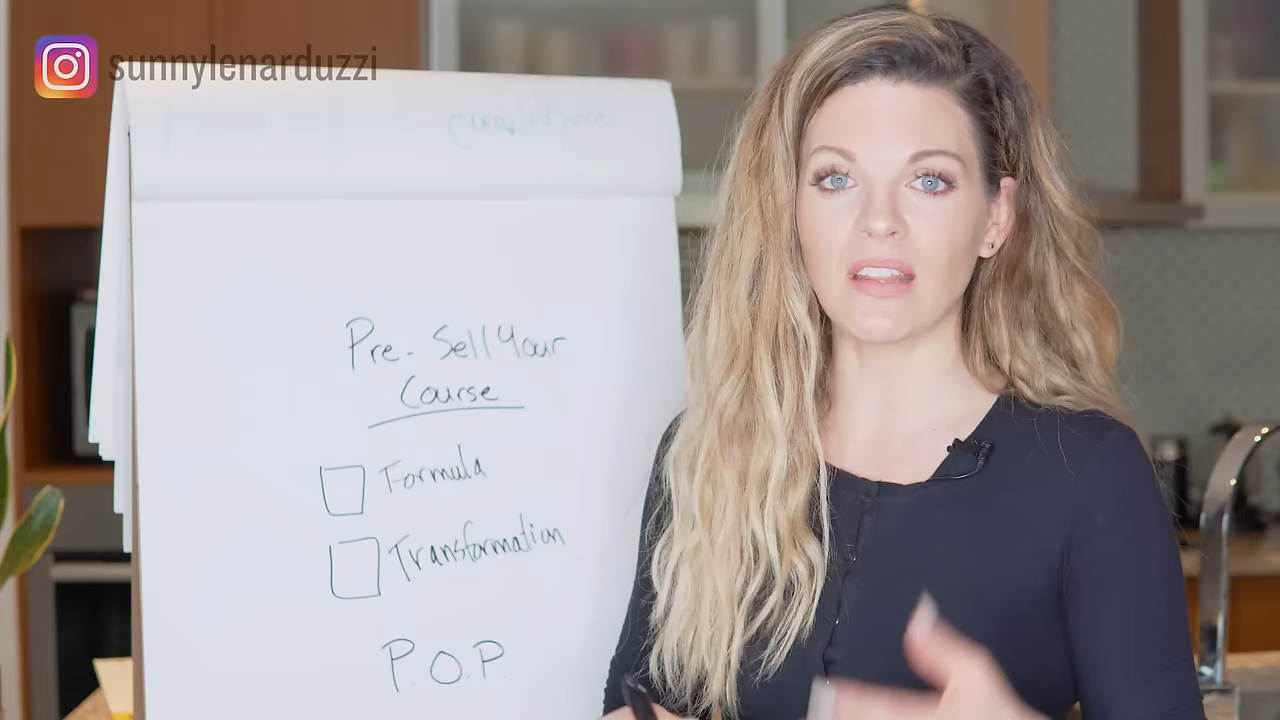 sunnylenarduzzi
Pre-Sell Your
Course
Formula
Transformation
P.O.P.